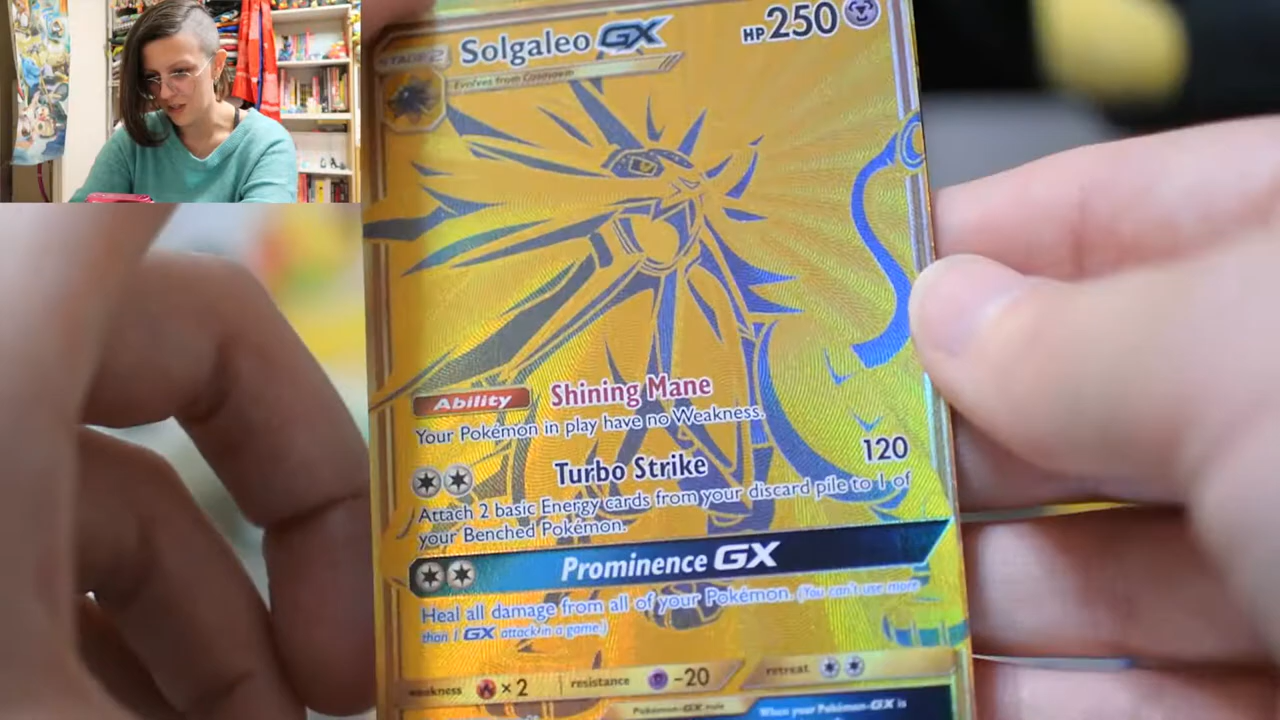 STAGE 2
Solgaleo GX
HP 250
Evolves from Cosmoem
Ability Shining Mane
Your Pokémon in play have no Weakness.
Turbo Strike 120
Attach 2 basic Energy cards from your discard pile to 1 of
your Benched Pokémon.
Prominence GX
Heal all damage from all of your Pokémon. (You can't use more
than 1 GX attack in a game.)
weakness ×2 resistance -20 retreat
Pokémon-GX rule When your Pokémon-GX is